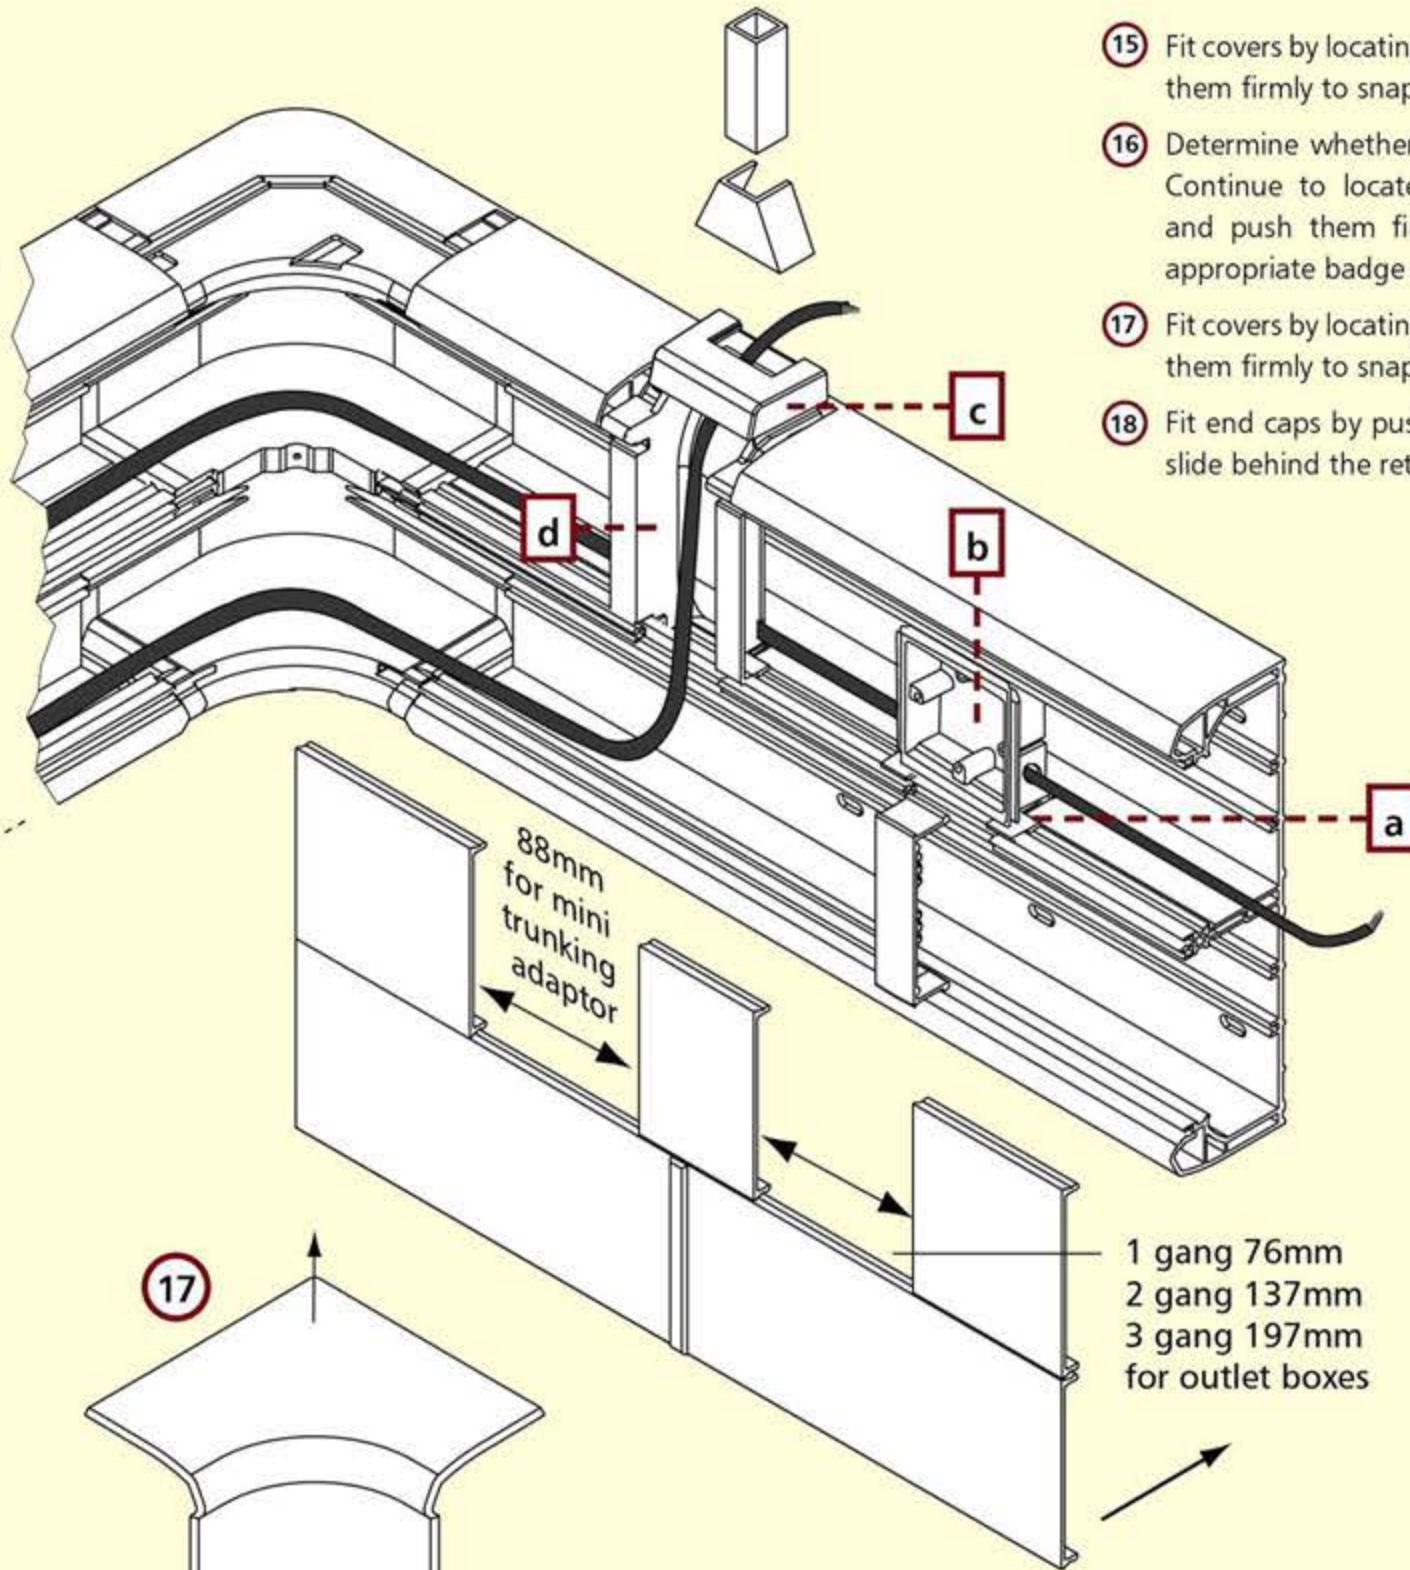 15 Fit covers by locatin
them firmly to snap
16 Determine whether
Continue to locate
and push them fi
appropriate badge
17 Fit covers by locatin
them firmly to snap
18 Fit end caps by pus
slide behind the ret
c
d
b
a
88mm
for mini
trunking
adaptor
17
1 gang 76mm
2 gang 137mm
3 gang 197mm
for outlet boxes